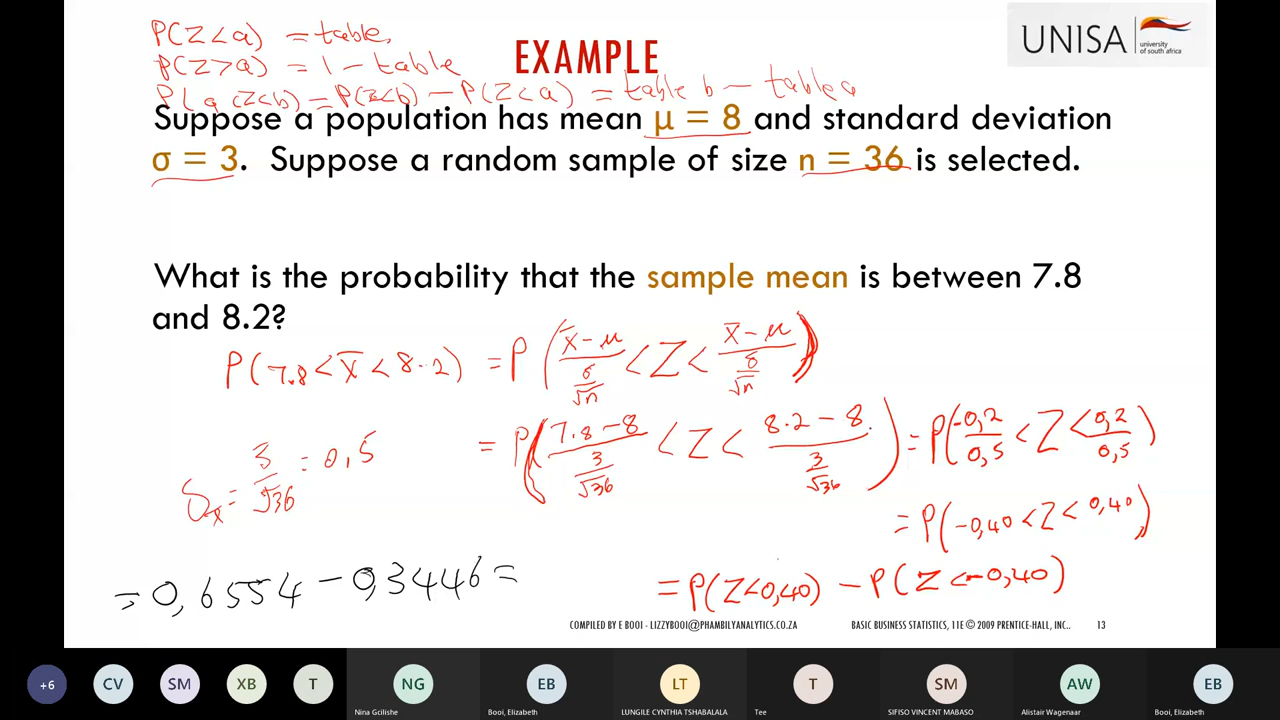 P(Z<a) = table,
P(Z>a) = 1 - table
P(a<Z<b) = P(Z<b) - P(Z<a) = table b - table a
EXAMPLE
UNISA university of south africa
Suppose a population has mean μ = 8 and standard deviation
σ = 3. Suppose a random sample of size n = 36 is selected.
What is the probability that the sample mean is between 7.8
and 8.2?
P(7.8 < X̄ < 8.2) = P( (X̄ - μ)/(σ/√n) < Z < (X̄ - μ)/(σ/√n) )
= P( (7.8 - 8)/(3/√36) < Z < (8.2 - 8)/(3/√36) ) = P( -0,2/0,5 < Z < 0,2/0,5 )
σx̄ = 3/√36 = 0,5
= P(-0,40 < Z < 0,40)
= P(Z<0,40) - P(Z<-0,40)
= 0,6554 - 0,3446 =
COMPILED BY E BOOI - LIZZYBOOI@PHAMBILYANALYTICS.CO.ZA BASIC BUSINESS STATISTICS, 11E © 2009 PRENTICE-HALL, INC.. 13
+6 CV SM XB T NG EB LT T SM AW EB
Nina Gcilishe Booi, Elizabeth LUNGILE CYNTHIA TSHABALALA Tee SIFISO VINCENT MABASO Alistair Wagenaar Booi, Elizabeth